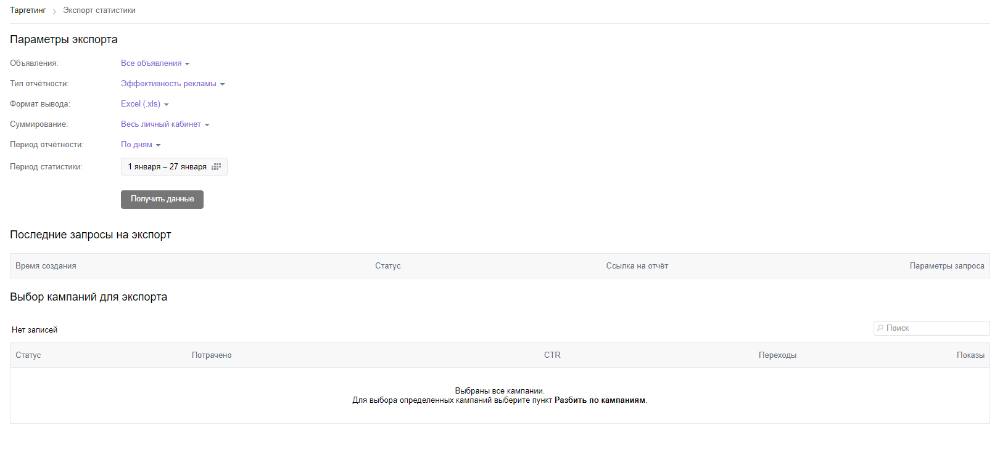 Таргетинг › Экспорт статистики
Параметры экспорта
Объявления: Все объявления
Тип отчётности: Эффективность рекламы
Формат вывода: Excel (.xls)
Суммирование: Весь личный кабинет
Период отчётности: По дням
Период статистики: 1 января – 27 января
Получить данные
Последние запросы на экспорт
Время создания Статус Ссылка на отчёт Параметры запроса
Выбор кампаний для экспорта
Нет записей Поиск
Статус Потрачено CTR Переходы Показы
Выбраны все кампании.
Для выбора определенных кампаний выберите пункт Разбить по кампаниям.